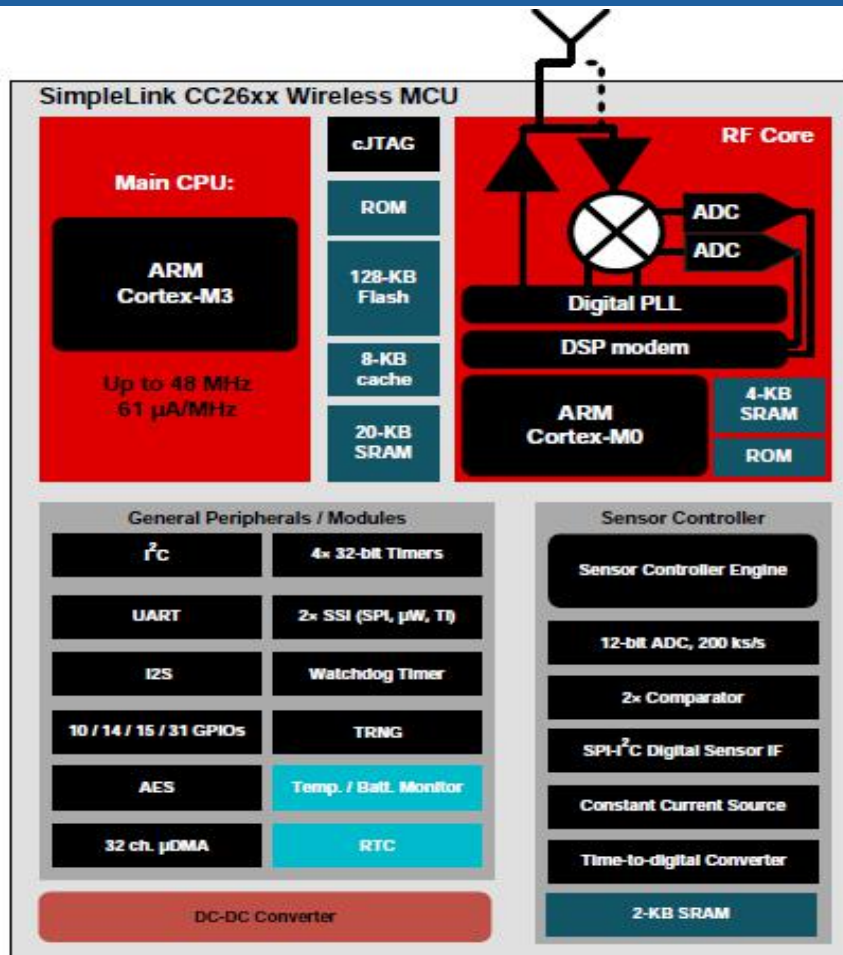 SimpleLink CC26xx Wireless MCU
Main CPU:
ARM
Cortex-M3
Up to 48 MHz
61 µA/MHz
cJTAG
ROM
128-KB
Flash
8-KB
cache
20-KB
SRAM
RF Core
ADC
ADC
Digital PLL
DSP modem
ARM
Cortex-M0
4-KB
SRAM
ROM
General Peripherals / Modules
I²C
4× 32-bit Timers
UART
2× SSI (SPI, µW, TI)
I2S
Watchdog Timer
10 / 14 / 15 / 31 GPIOs
TRNG
AES
Temp. / Batt. Monitor
32 ch. µDMA
RTC
DC-DC Converter
Sensor Controller
Sensor Controller Engine
12-bit ADC, 200 ks/s
2× Comparator
SPI-I²C Digital Sensor IF
Constant Current Source
Time-to-digital Converter
2-KB SRAM